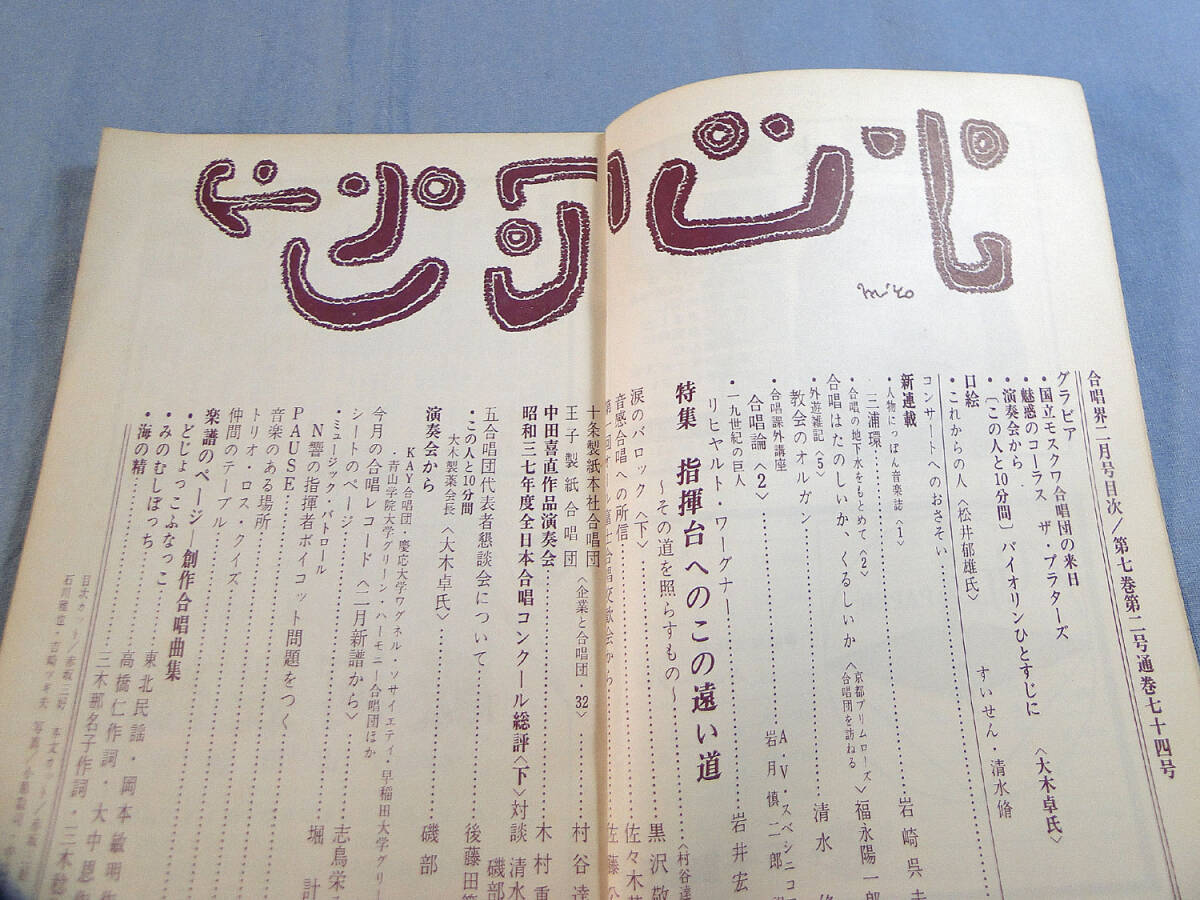 miyo
合唱界二月号目次/第七巻第二号通巻七十四号
グラビア
・国立モスクワ合唱団の来日
・魅惑のコーラス ザ・プラターズ
・演奏会から
・〔この人と10分間〕バイオリンひとすじに 〈大木卓氏〉
口絵
・これからの人〈松井郁雄氏〉
コンサートへのおさそい すいせん・清水脩
新連載
・人物にっぽん音楽誌〈1〉
三浦環 岩崎呉夫
・合唱の地下水をもとめて〈2〉
合唱はたのしいか、くるしいか〈京都プリムローズ合唱団を訪ねる〉福永陽一郎
・外遊雑記〈5〉
教会のオルガン 清水
・合唱課外講座
合唱論〈2〉 A・V・スベシニコフ
岩月慎二郎
・一九世紀の巨人
リヒャルト・ワーグナー 岩井宏
特集 指揮台へのこの遠い道
〜その道を照らすもの〜 〈村谷達
涙のバロック〈下〉 黒沢敬
音感合唱への所信 佐々木
十条製紙本社合唱団
王子製紙合唱団〈企業と合唱団 32〉 村谷達
中田喜直作品演奏会 木村重
昭和三七年度全日本合唱コンクール総評〈下〉対談 清水
磯部
五合唱団代表者懇談会について 後藤田
・この人と10分間
大木製薬会長〈大木卓氏〉
演奏会から 磯部
KAY合唱団・慶応大学ワグネル・ソサイエティ・早稲田大学グリー
・青山学院大学グリーン・ハーモニー合唱団ほか
今月の合唱レコード〈二月新譜から〉
シートのページ 志鳥栄
・ミュージック・パトロール
N響の指揮者ボイコット問題をつく 堀 計
PAUSE
音楽のある場所
トリオ・ロス・クイズ
仲間のテーブル
楽譜のページ―創作合唱曲集
・どじょっこふなっこ 東北民謡・岡本敏明
・みのむしぼっち 高橋仁作詞・大中恩
・海の精 三木那名子作詞・三木稔